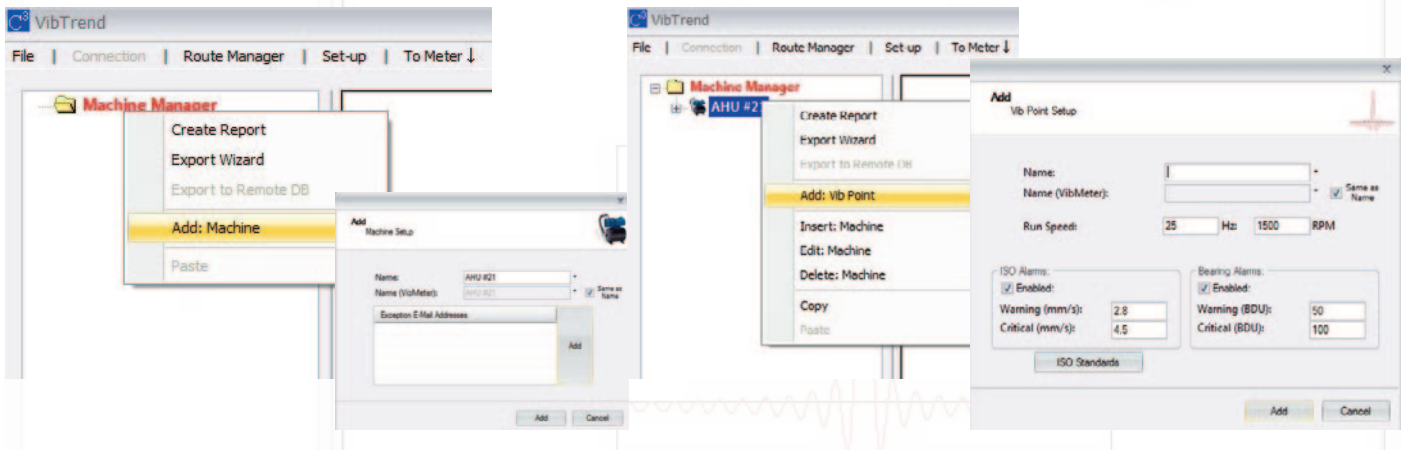 C³ VibTrend
File | Connection | Route Manager | Set-up | To Meter ↓
Machine Manager
Create Report
Export Wizard
Export to Remote DB
Add: Machine
Paste
x
Add
Machine Setup
Name: AHU #21 *
Name (VibMeter): AHU #21 * Same as Name
Exception E-Mail Addresses
Add
Add Cancel
C³ VibTrend
File | Connection | Route Manager | Set-up | To Meter ↓
Machine Manager
AHU #21
Create Report
Export Wizard
Export to Remote DB
Add: Vib Point
Insert: Machine
Edit: Machine
Delete: Machine
Copy
Paste
x
Add
Vib Point Setup
Name: *
Name (VibMeter): * Same as Name
Run Speed: 25 Hz: 1500 RPM
ISO Alarms:
Enabled:
Warning (mm/s): 2.8
Critical (mm/s): 4.5
ISO Standards
Bearing Alarms:
Enabled:
Warning (BDU): 50
Critical (BDU): 100
Add Cancel